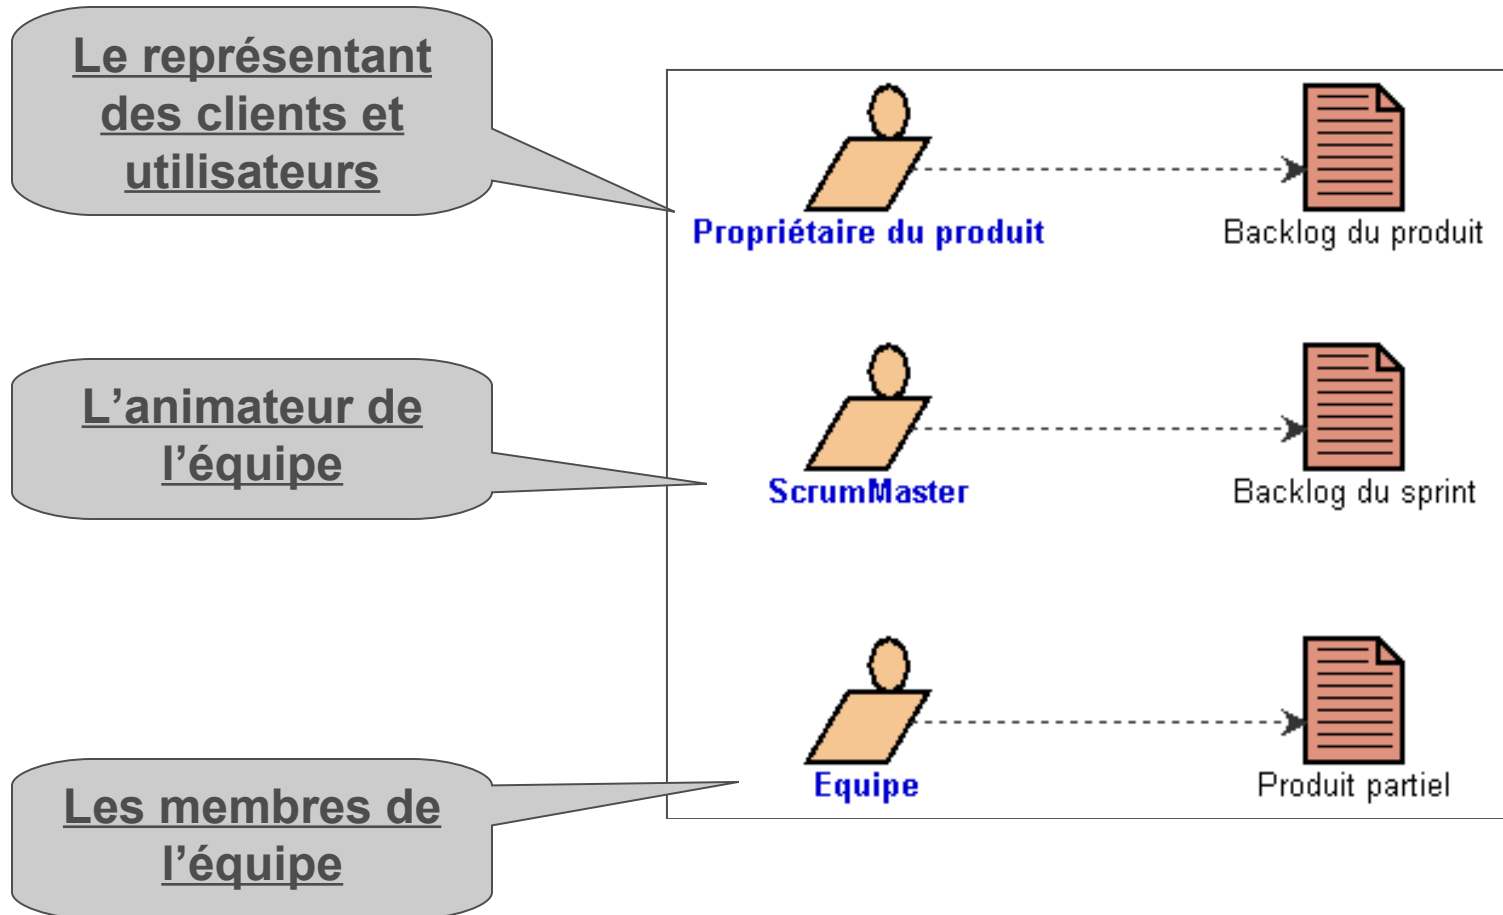 Le représentant
des clients et
utilisateurs
Propriétaire du produit
Backlog du produit
L’animateur de
l’équipe
ScrumMaster
Backlog du sprint
Les membres de
l’équipe
Equipe
Produit partiel